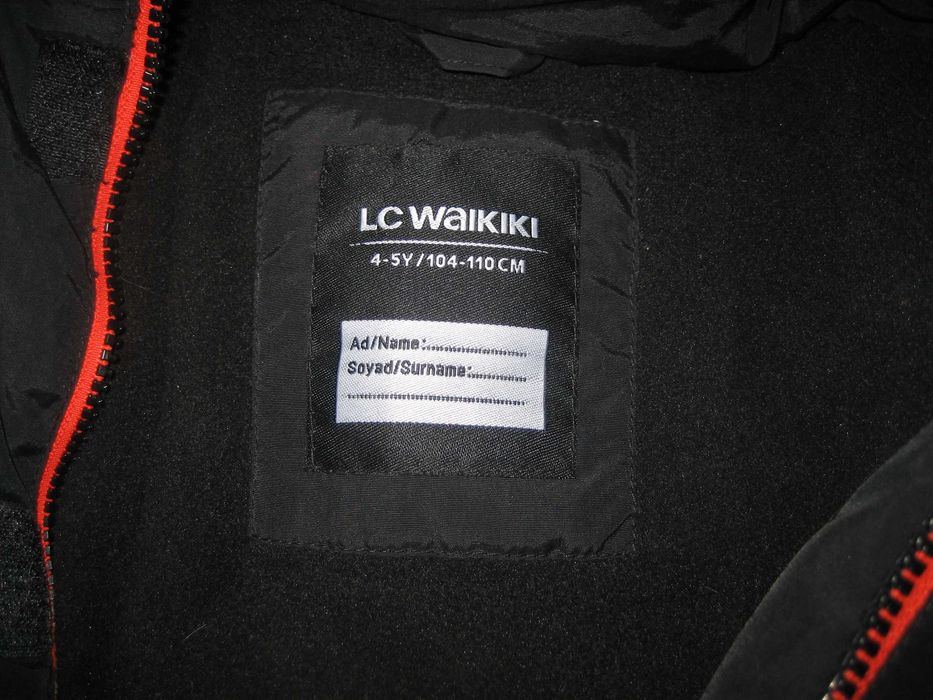 LC WAIKIKI
4-5Y/104-110 CM
Ad/Name:........................
Soyad/Surname:............
........................................